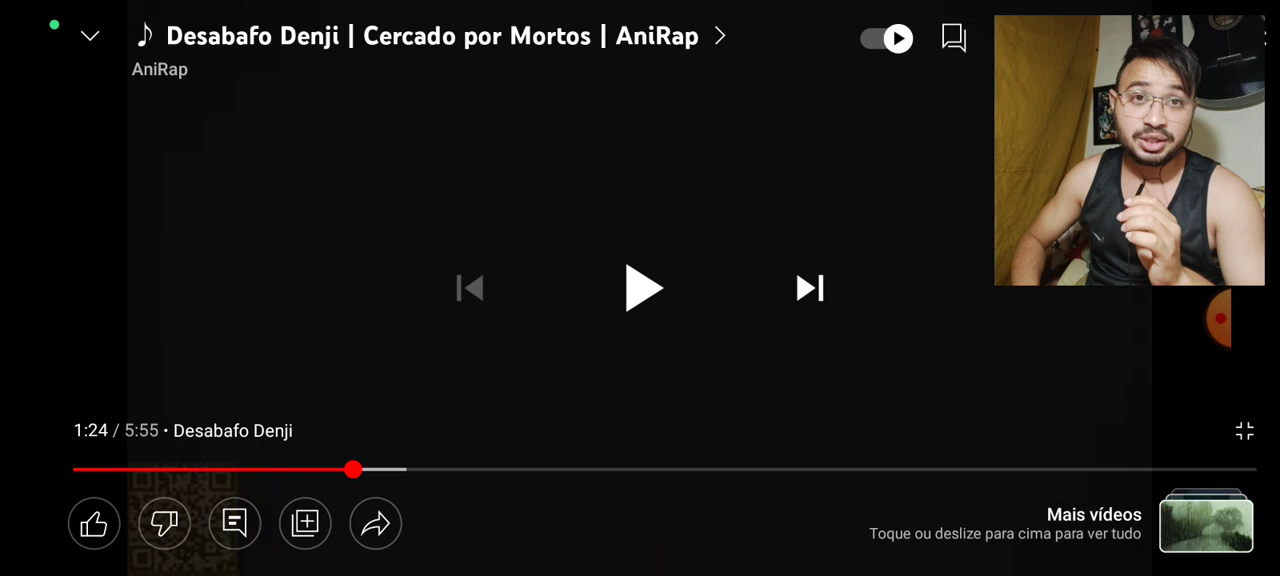 Desabafo Denji | Cercado por Mortos | AniRap
AniRap
1:24 / 5:55 • Desabafo Denji
Mais vídeos
Toque ou deslize para cima para ver tudo